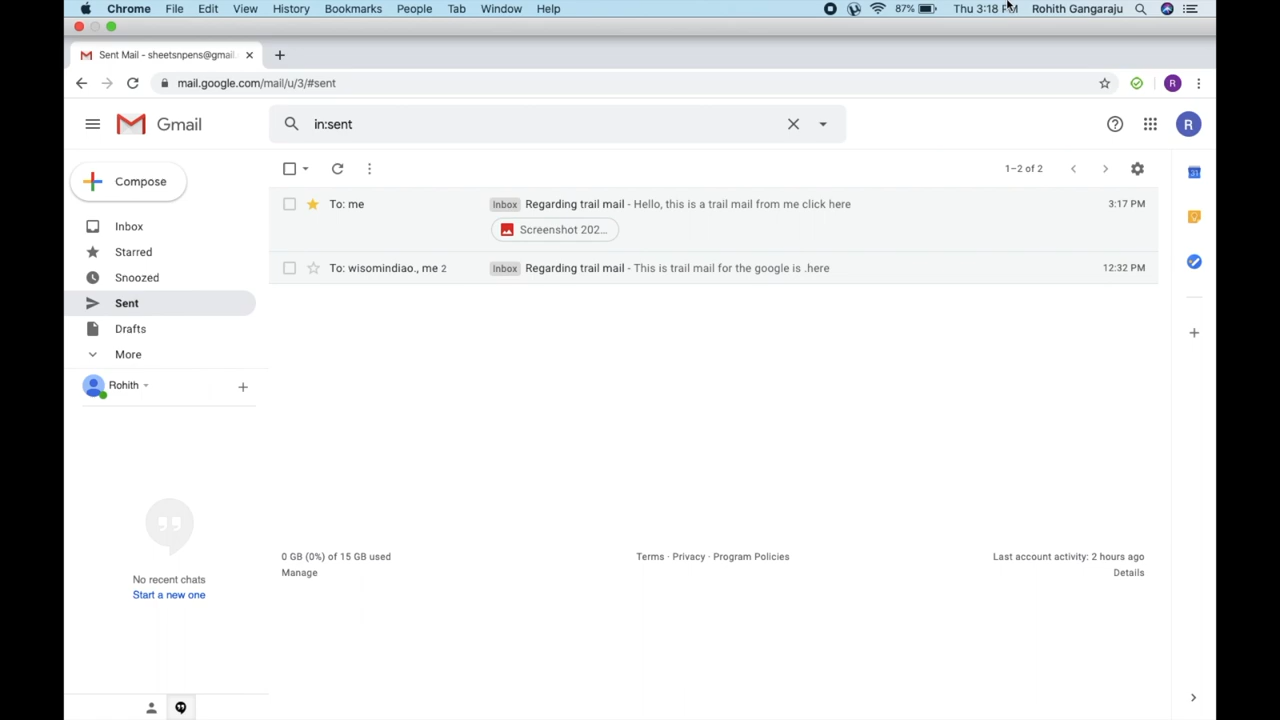 Chrome File Edit View History Bookmarks People Tab Window Help 87% Thu 3:18 PM Rohith Gangaraju
Sent Mail - sheetsnpens@gmail.
mail.google.com/mail/u/3/#sent R
Gmail in:sent R
Compose 1–2 of 2
Inbox
Starred
Snoozed
Sent
Drafts
More
Rohith
To: me Inbox Regarding trail mail - Hello, this is a trail mail from me click here 3:17 PM
Screenshot 202...
To: wisomindiao., me 2 Inbox Regarding trail mail - This is trail mail for the google is .here 12:32 PM
31
0 GB (0%) of 15 GB used Terms · Privacy · Program Policies Last account activity: 2 hours ago
Manage Details
No recent chats
Start a new one